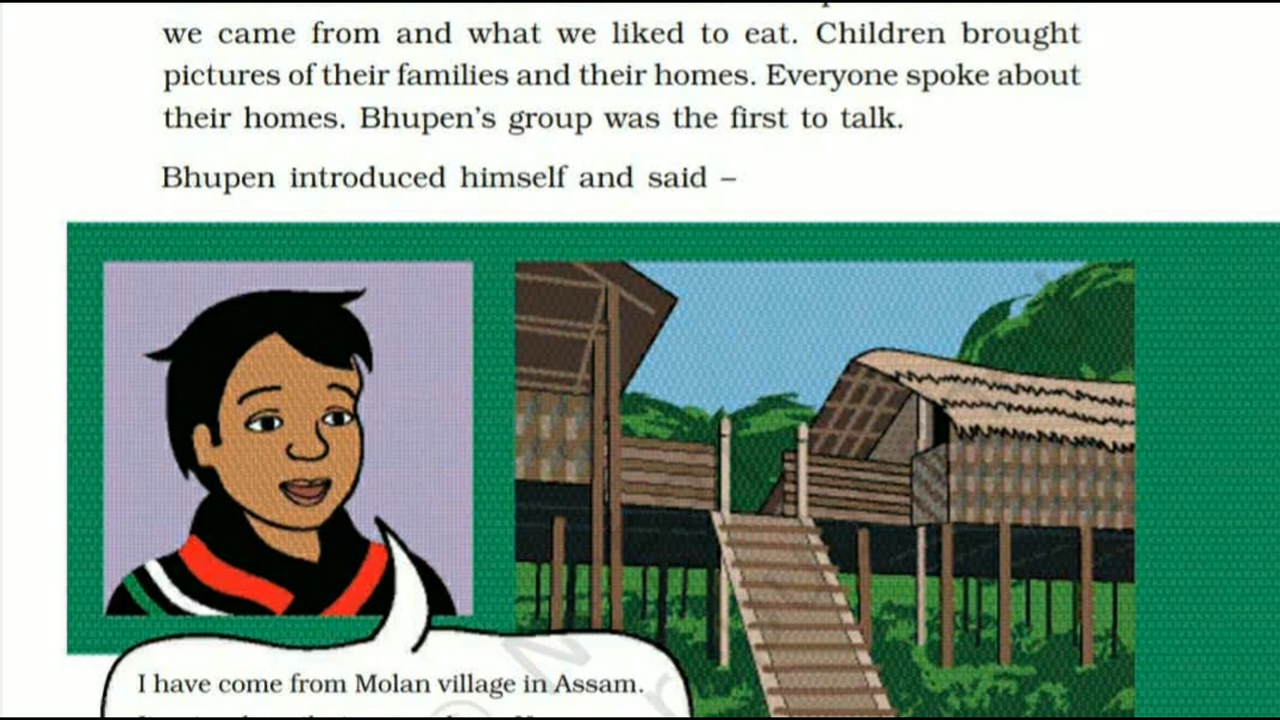 we came from and what we liked to eat. Children brought
pictures of their families and their homes. Everyone spoke about
their homes. Bhupen's group was the first to talk.
Bhupen introduced himself and said –
I have come from Molan village in Assam.